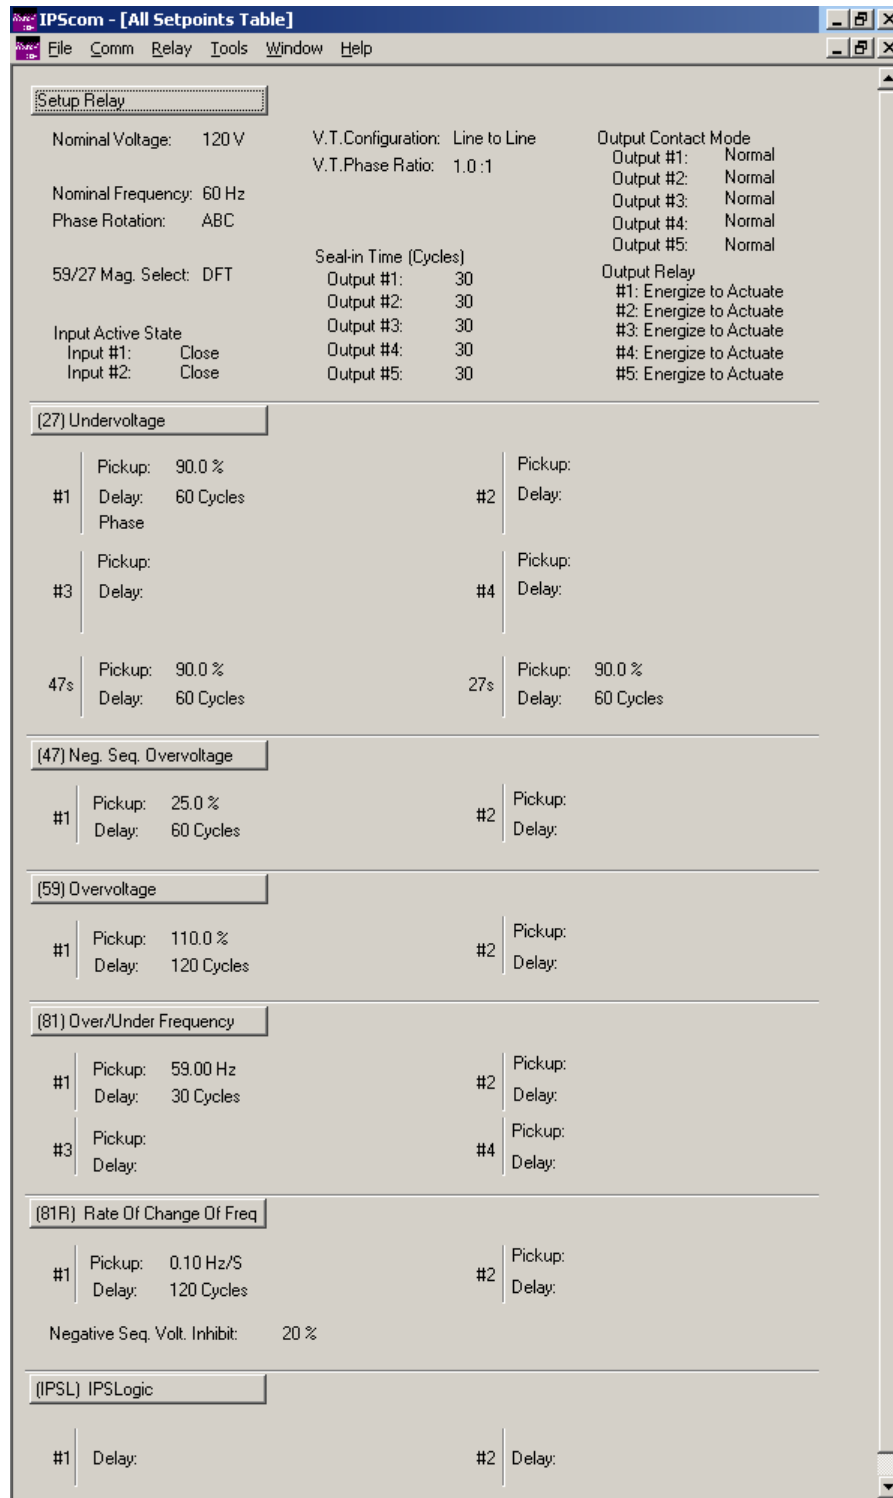 IPScom - [All Setpoints Table]
File Comm Relay Tools Window Help
Setup Relay
Nominal Voltage: 120 V
Nominal Frequency: 60 Hz
Phase Rotation: ABC
59/27 Mag. Select: DFT
Input Active State
Input #1: Close
Input #2: Close
V.T.Configuration: Line to Line
V.T.Phase Ratio: 1.0 :1
Seal-in Time (Cycles)
Output #1: 30
Output #2: 30
Output #3: 30
Output #4: 30
Output #5: 30
Output Contact Mode
Output #1: Normal
Output #2: Normal
Output #3: Normal
Output #4: Normal
Output #5: Normal
Output Relay
#1: Energize to Actuate
#2: Energize to Actuate
#3: Energize to Actuate
#4: Energize to Actuate
#5: Energize to Actuate
(27) Undervoltage
#1
Pickup: 90.0 %
Delay: 60 Cycles
Phase
#2
Pickup:
Delay:
#3
Pickup:
Delay:
#4
Pickup:
Delay:
47s
Pickup: 90.0 %
Delay: 60 Cycles
27s
Pickup: 90.0 %
Delay: 60 Cycles
(47) Neg. Seq. Overvoltage
#1
Pickup: 25.0 %
Delay: 60 Cycles
#2
Pickup:
Delay:
(59) Overvoltage
#1
Pickup: 110.0 %
Delay: 120 Cycles
#2
Pickup:
Delay:
(81) Over/Under Frequency
#1
Pickup: 59.00 Hz
Delay: 30 Cycles
#2
Pickup:
Delay:
#3
Pickup:
Delay:
#4
Pickup:
Delay:
(81R) Rate Of Change Of Freq
#1
Pickup: 0.10 Hz/S
Delay: 120 Cycles
#2
Pickup:
Delay:
Negative Seq. Volt. Inhibit: 20 %
(IPSL) IPSLogic
#1 Delay:
#2 Delay: